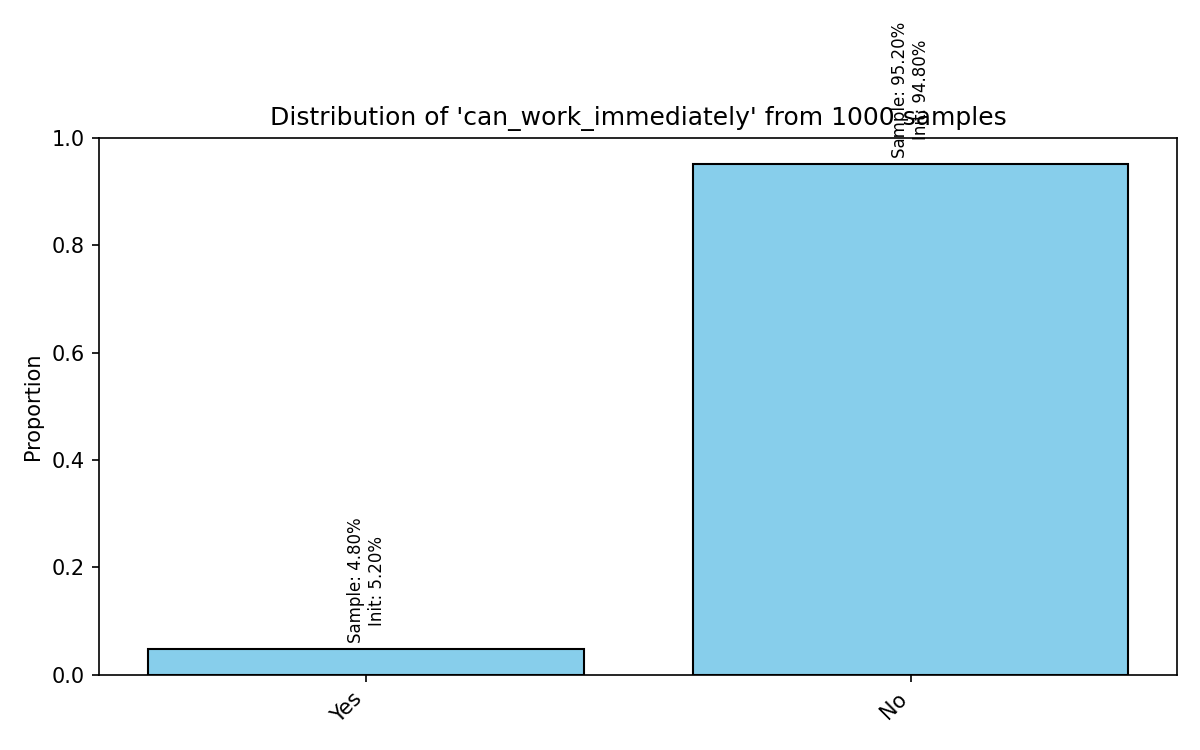 Distribution of 'can_work_immediately' from 1000 samples
Sample: 95.20%
Init: 94.80%
1.0
0.8
0.6
0.4
0.2
0.0
Proportion
Sample: 4.80%
Init: 5.20%
Yes
No